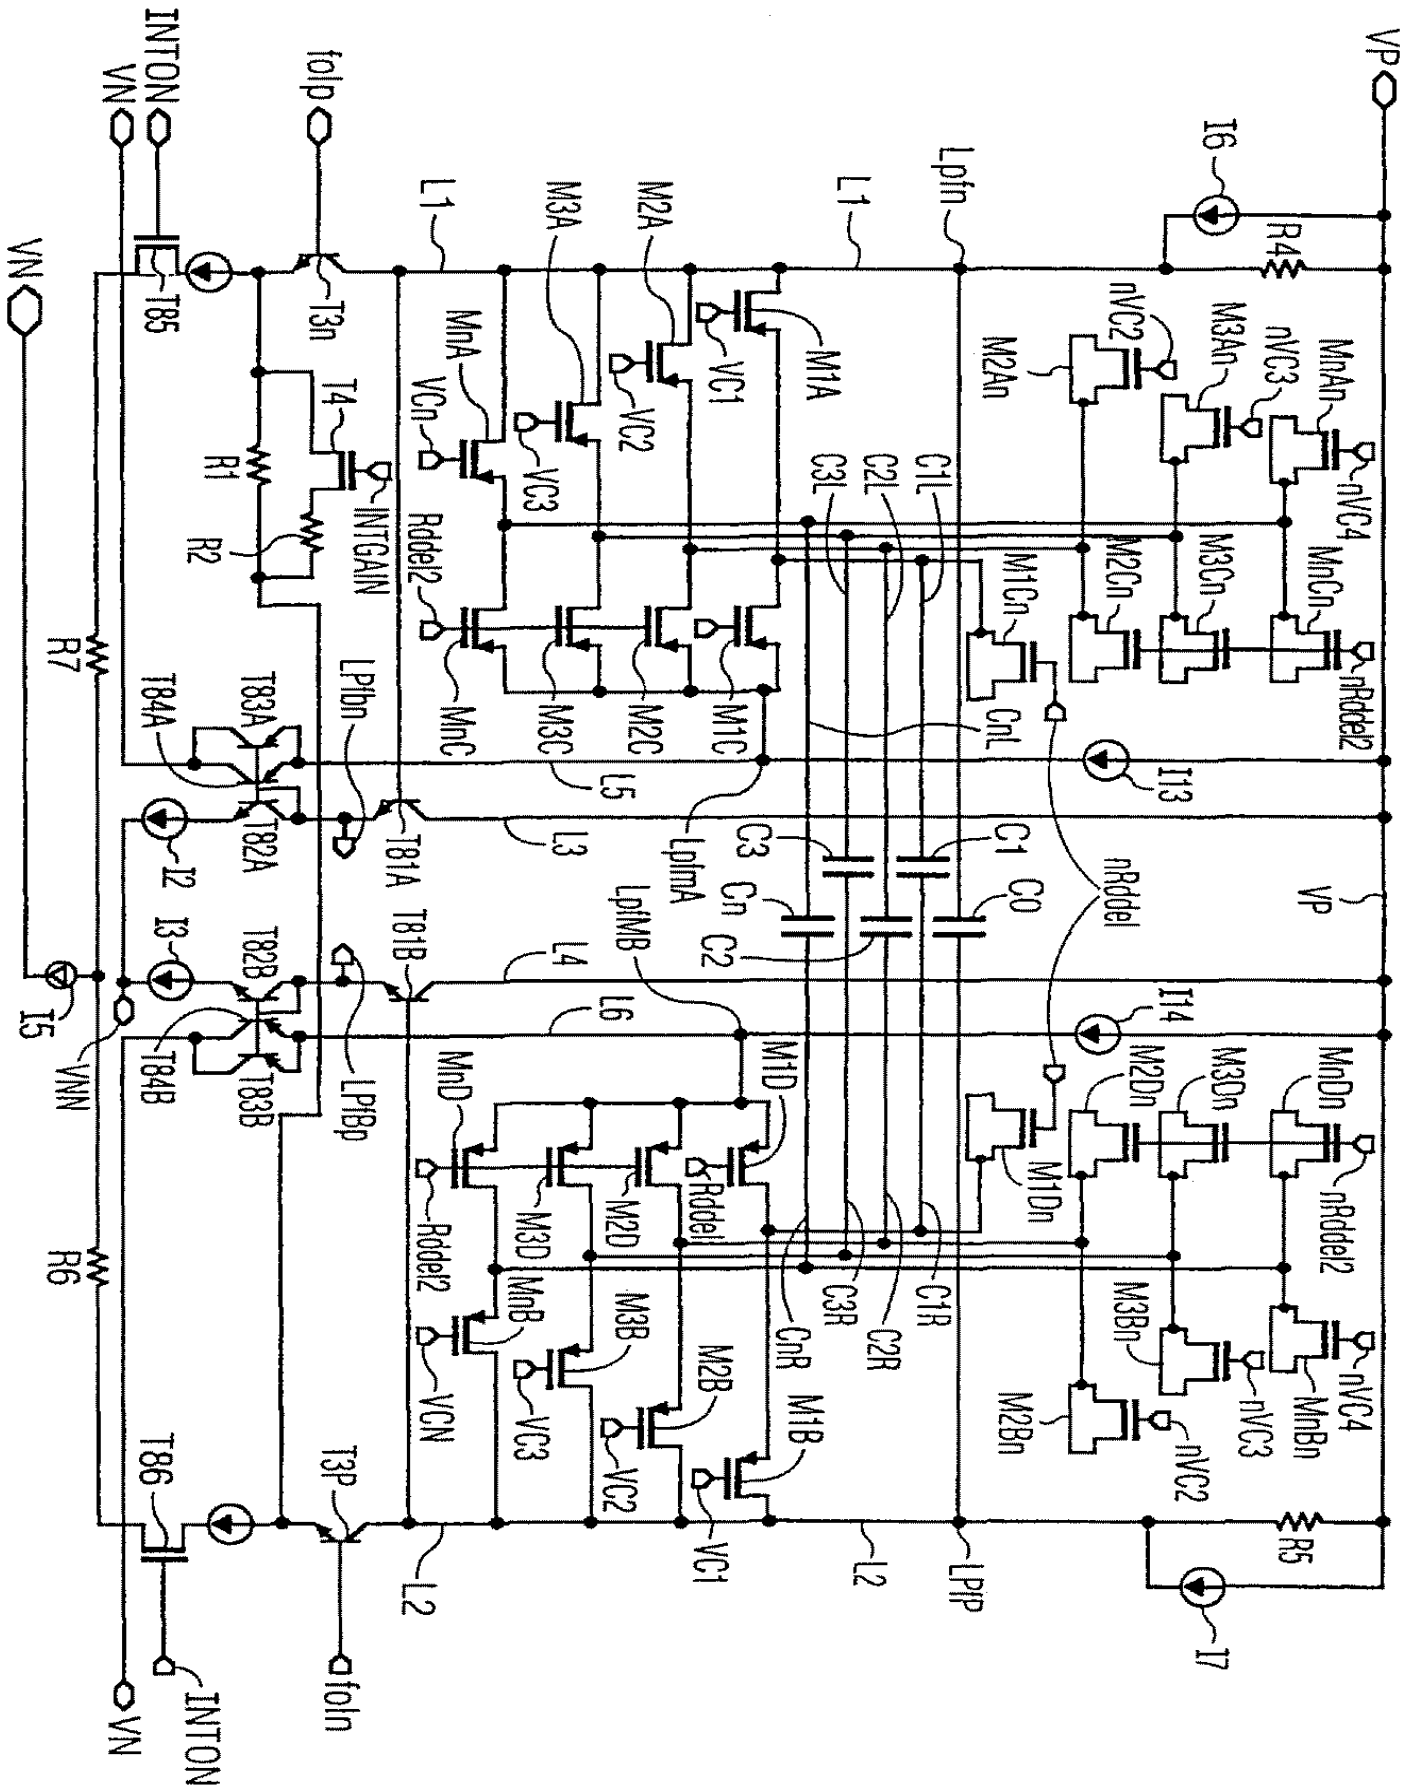 VP
I6
R4
Lpfn
L1
nVC2
M2An
M3An
nVC3
MnAn
nVC4
M1A
M2A
VC1
M3A
VC2
MnA
VC3
VCn
L1
foIp
INTON
VN
VN
T3n
T85
T4
R1
R2
INTGAIN
Rddel2
C3L
C2L
C1L
M1Cn
M2Cn
M3Cn
MnCn
nRddel2
CnL
M1C
M2C
M3C
MnC
R7
T84A
T83A
LPfbn
L5
I13
T82A
T81A
L3
LpfmA
C3
C1
nRddel
VP
I2
Cn
C0
C2
I3
T82B
T81B
LpfMB
L4
I14
I5
VNN
T84B
T83B
LPfBp
L6
MnD
M1D
M2Dn
M3Dn
MnDn
M1Dn
nRddel2
R6
Rddel2
M3D
M2D
Rddel
MnB
M3B
C3R
C1R
CnR
C2R
M3Bn
M2B
M1B
M2Bn
nVC3
MnBn
nVC4
VCN
VC3
VC2
VC1
nVC2
T86
T3P
L2
L2
LPfP
R5
I7
foIn
INTON
VN